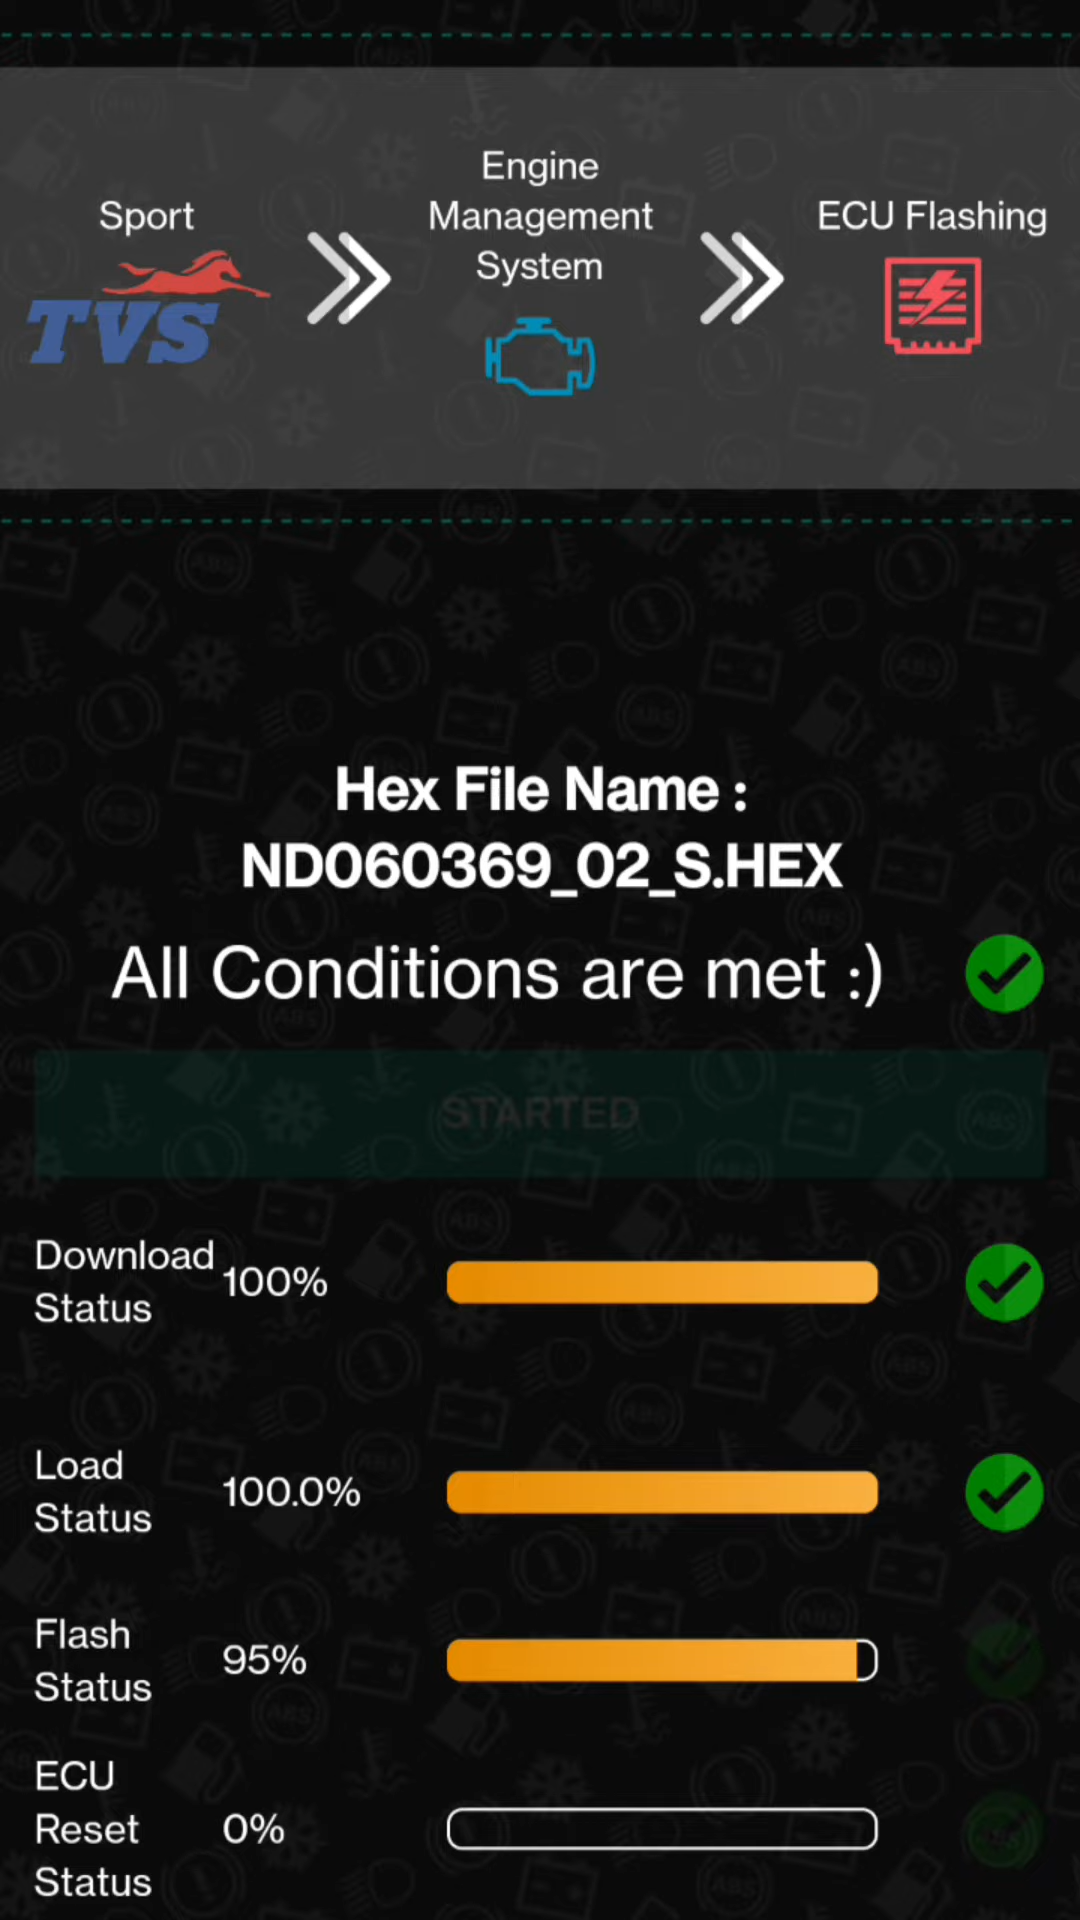 Sport
TVS
Engine
Management
System
ECU Flashing
Hex File Name :
ND060369_02_S.HEX
All Conditions are met :)
STARTED
Download
Status
100%
Load
Status
100.0%
Flash
Status
95%
ECU
Reset
Status
0%